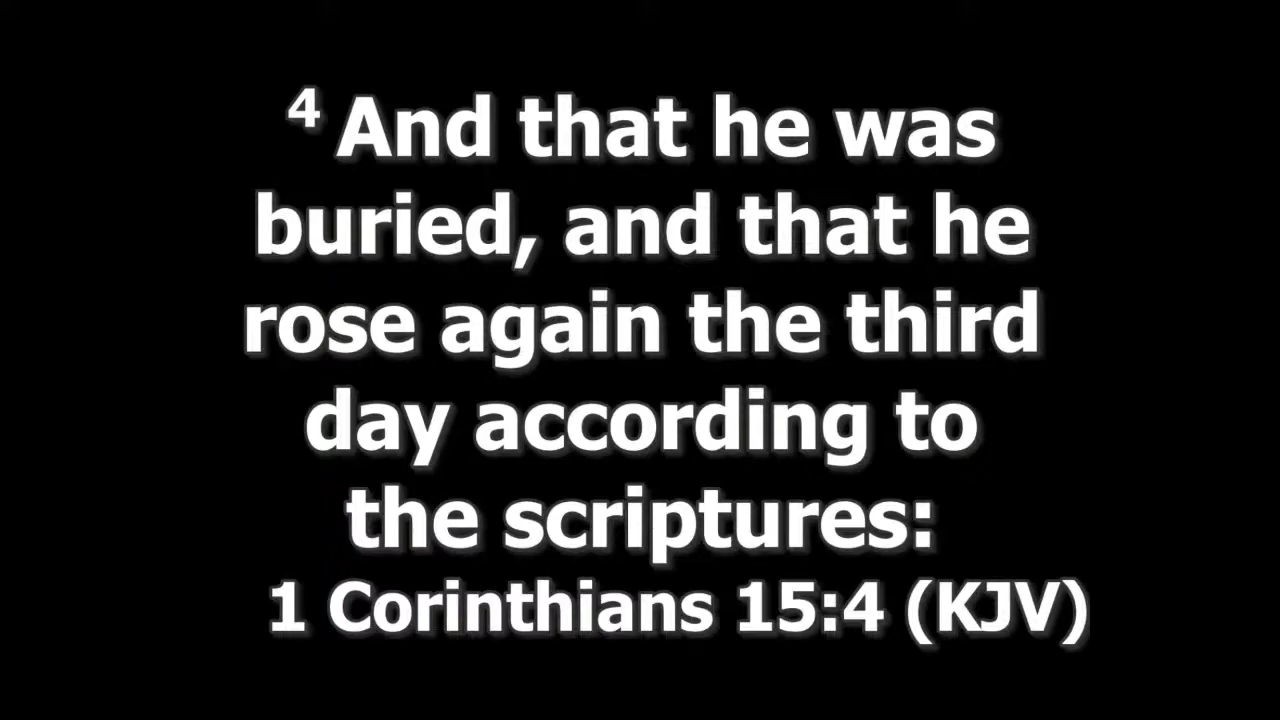 4 And that he was
buried, and that he
rose again the third
day according to
the scriptures:
1 Corinthians 15:4 (KJV)